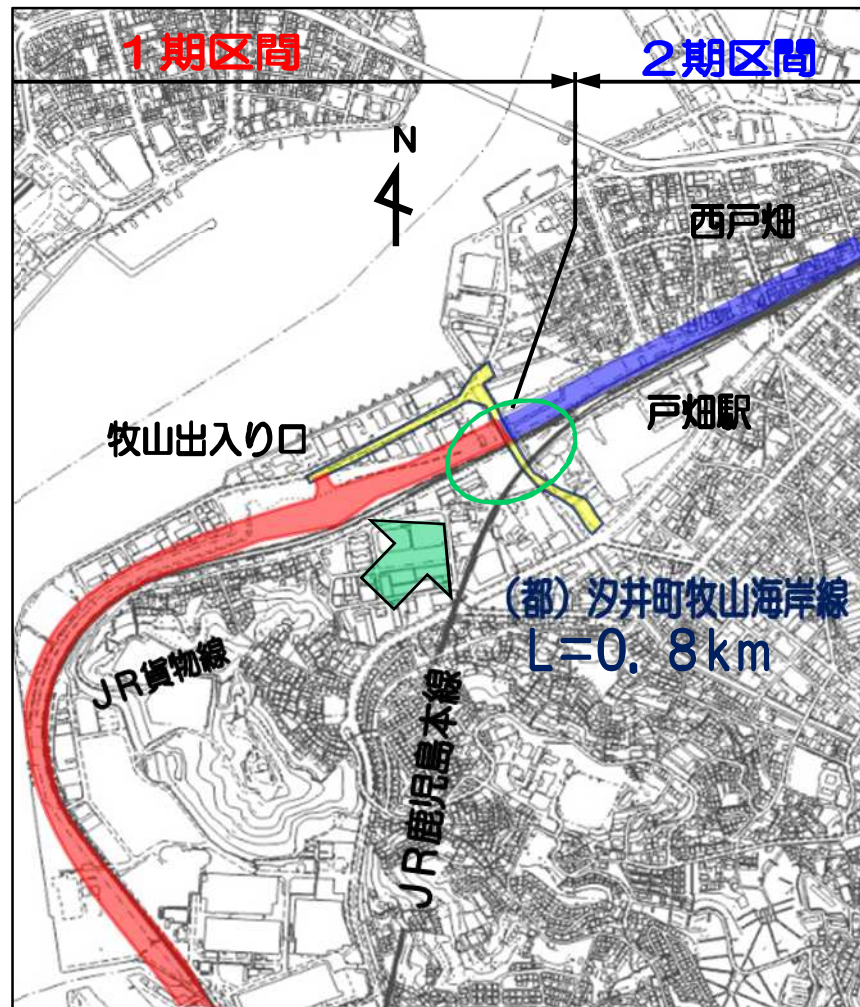 1期区間
2期区間
N
西戸畑
戸畑駅
牧山出入り口
(都)汐井町牧山海岸線
L=0.8km
JR貨物線
JR鹿児島本線